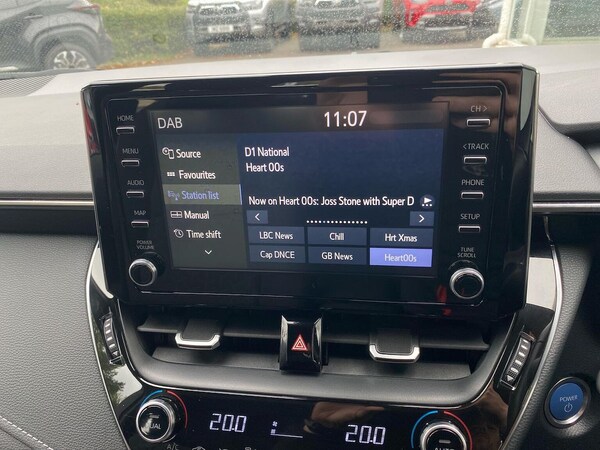 DAB
11:07
HOME
MENU
AUDIO
MAP
POWER
VOLUME
Source
Favourites
Station list
Manual
Time shift
D1 National
Heart 00s
Now on Heart 00s: Joss Stone with Super D
LBC News
Chill
Hrt Xmas
Cap DNCE
GB News
Heart00s
CH >
< TRACK
PHONE
SETUP
TUNE
SCROLL
20.0
20.0
DUAL
A/C
AUTO
POWER